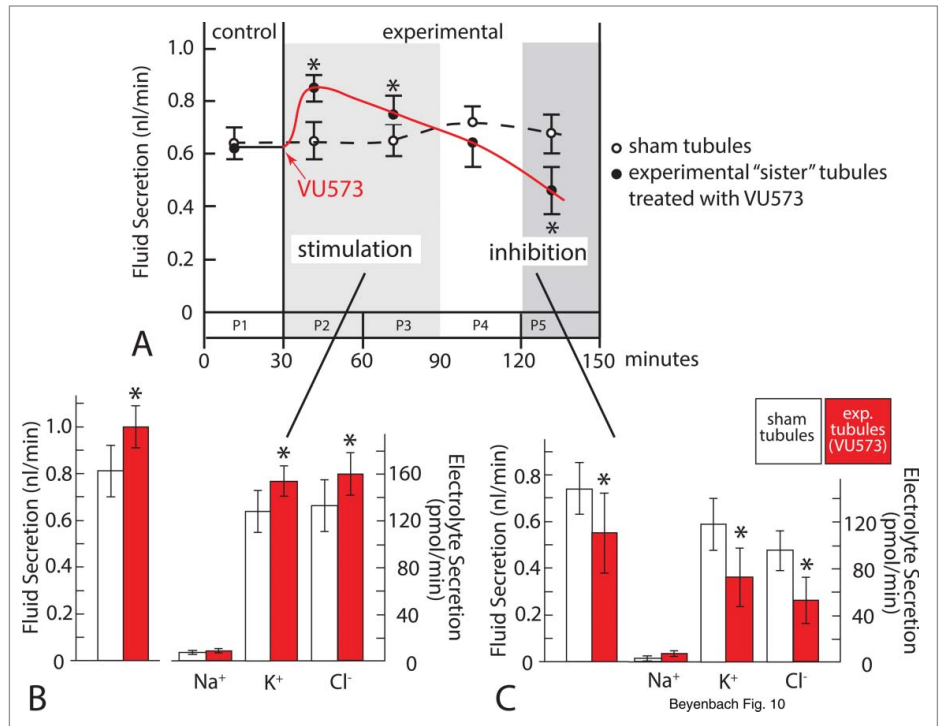 control
experimental
1.0
0.8
0.6
0.4
0.2
0
Fluid Secretion (nl/min)
*
*
*
VU573
stimulation
inhibition
sham tubules
experimental “sister” tubules
treated with VU573
P1
P2
P3
P4
P5
0
30
60
90
120
150
minutes
A
1.0
0.8
0.6
0.4
0.2
0
Fluid Secretion (nl/min)
*
*
*
160
120
80
40
0
Electrolyte Secretion
(pmol/min)
Na⁺
K⁺
Cl⁻
B
sham
tubules
exp.
tubules
(VU573)
0.8
0.6
0.4
0.2
0
Fluid Secretion (nl/min)
*
*
*
120
80
40
0
Electrolyte Secretion
(pmol/min)
Na⁺
K⁺
Cl⁻
C
Beyenbach Fig. 10